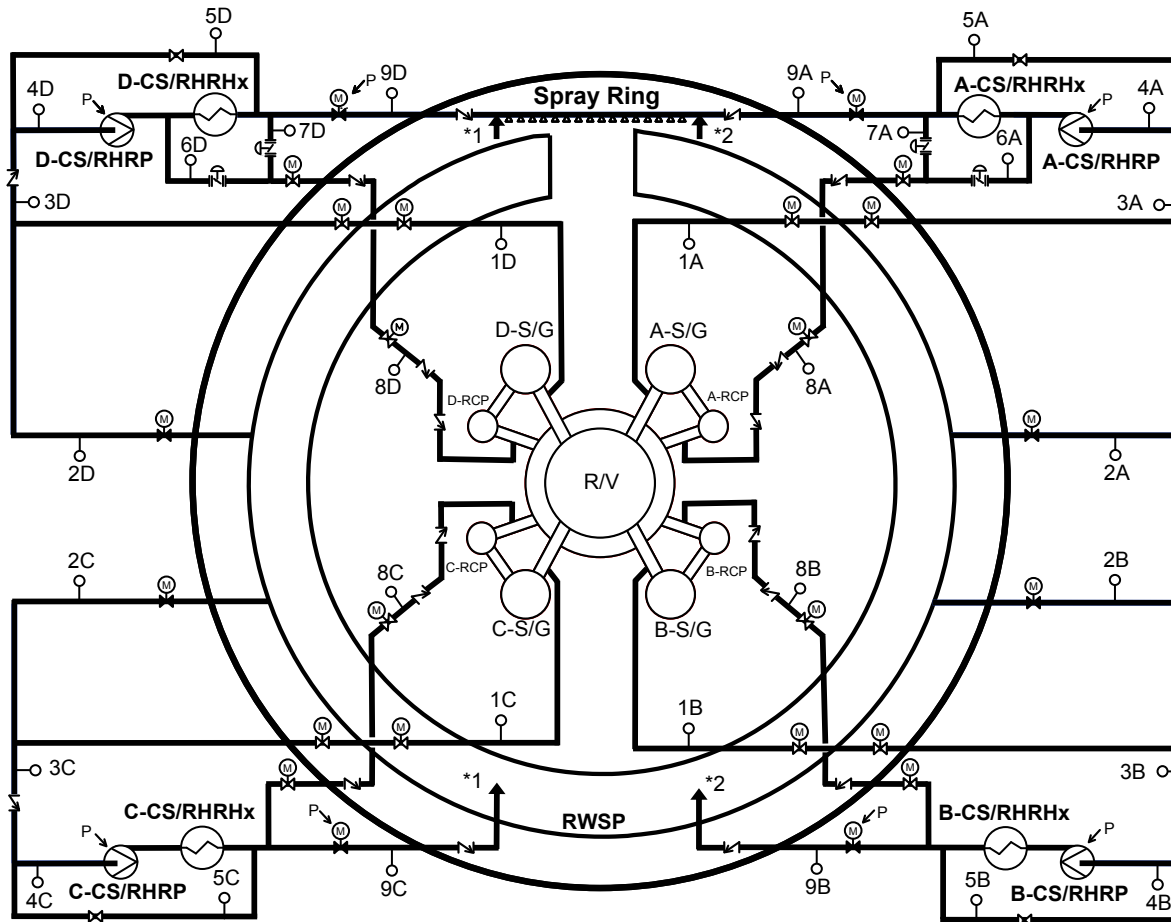 5D
5A
D-CS/RHRHx
P
9D
9A
P
A-CS/RHRHx
4D
P
M
Spray Ring
M
P
4A
*1
*2
7D
7A
6D
6A
D-CS/RHRP
A-CS/RHRP
M
M
3D
3A
M
M
M
M
1D
1A
M
D-S/G
A-S/G
M
8D
8A
D-RCP
A-RCP
M
M
2D
2A
R/V
2C
2B
M
8C
C-RCP
B-RCP
8B
M
M
M
C-S/G
B-S/G
1C
1B
M
M
M
M
3C
M
*1
*2
M
3B
C-CS/RHRHx
RWSP
B-CS/RHRHx
P
P
M
M
P
P
4C
C-CS/RHRP
5C
9C
9B
5B
B-CS/RHRP
4B